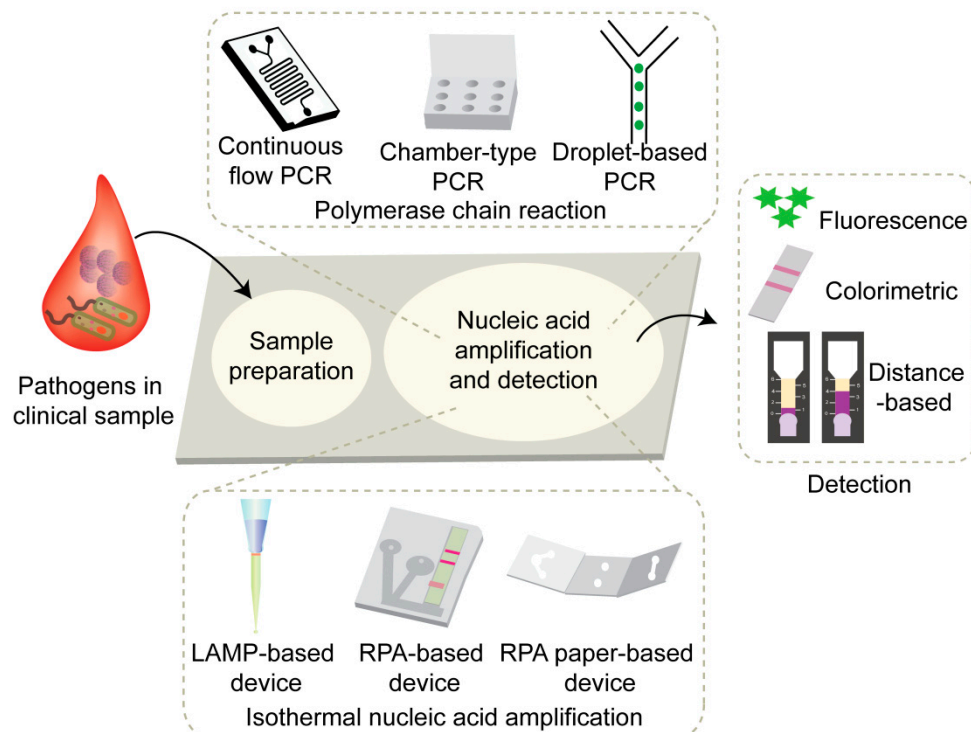 Continuous
flow PCR
Chamber-type
PCR
Droplet-based
PCR
Polymerase chain reaction
Pathogens in
clinical sample
Sample
preparation
Nucleic acid
amplification
and detection
Fluorescence
Colorimetric
Distance
-based
Detection
LAMP-based
device
RPA-based
device
RPA paper-based
device
Isothermal nucleic acid amplification